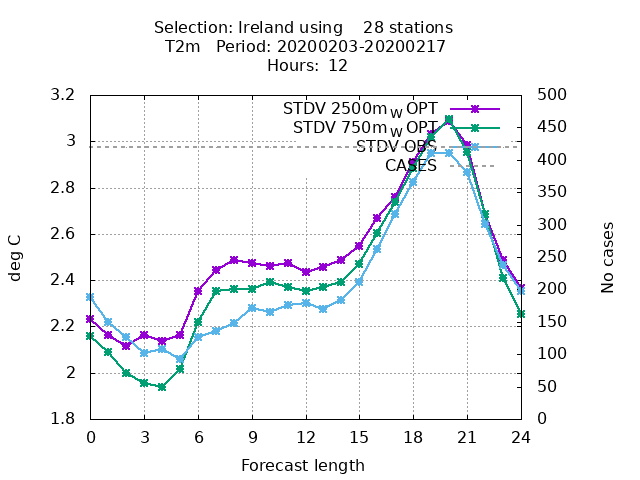 Selection: Ireland using    28 stations
T2m   Period: 20200203-20200217
Hours:  12
STDV 2500m W OPT
STDV 750m W OPT
STDV OBS
CASES
3.2
3
2.8
2.6
2.4
2.2
2
1.8
500
450
400
350
300
250
200
150
100
50
0
deg C
No cases
0 3 6 9 12 15 18 21 24
Forecast length